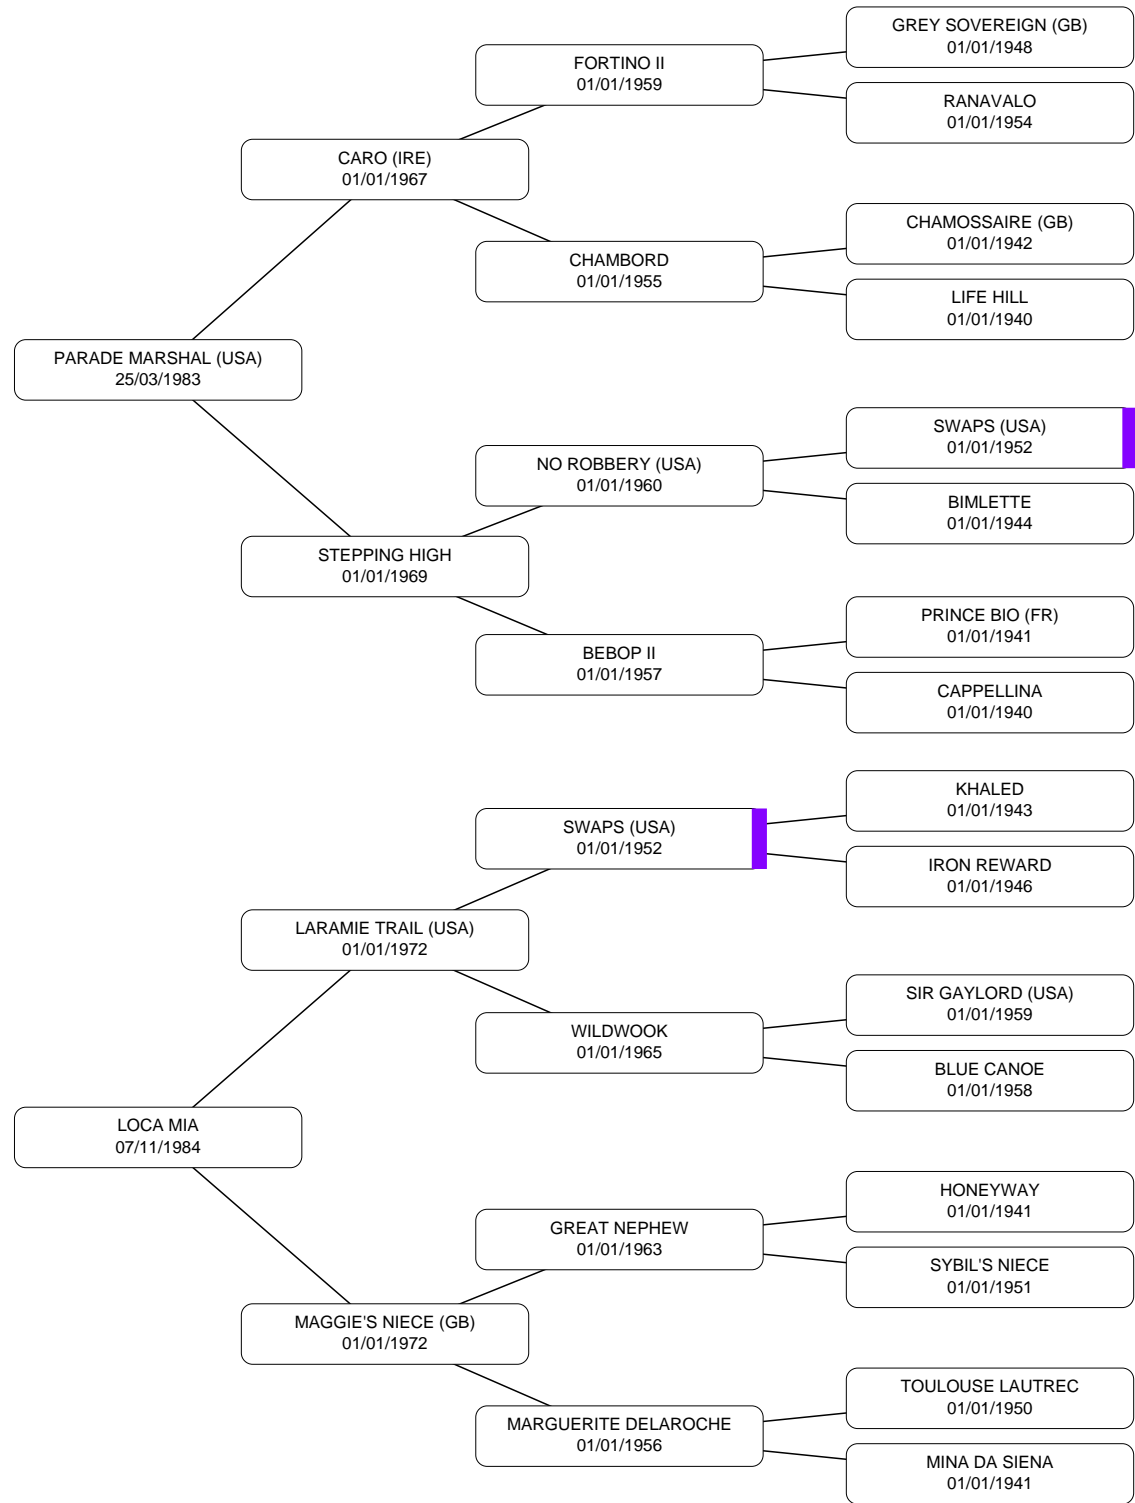 GREY SOVEREIGN (GB)
01/01/1948
FORTINO II
01/01/1959
RANAVALO
01/01/1954
CARO (IRE)
01/01/1967
CHAMOSSAIRE (GB)
01/01/1942
CHAMBORD
01/01/1955
LIFE HILL
01/01/1940
PARADE MARSHAL (USA)
25/03/1983
SWAPS (USA)
01/01/1952
NO ROBBERY (USA)
01/01/1960
BIMLETTE
01/01/1944
STEPPING HIGH
01/01/1969
PRINCE BIO (FR)
01/01/1941
BEBOP II
01/01/1957
CAPPELLINA
01/01/1940
KHALED
01/01/1943
SWAPS (USA)
01/01/1952
IRON REWARD
01/01/1946
LARAMIE TRAIL (USA)
01/01/1972
SIR GAYLORD (USA)
01/01/1959
WILDWOOK
01/01/1965
BLUE CANOE
01/01/1958
LOCA MIA
07/11/1984
HONEYWAY
01/01/1941
GREAT NEPHEW
01/01/1963
SYBIL'S NIECE
01/01/1951
MAGGIE'S NIECE (GB)
01/01/1972
TOULOUSE LAUTREC
01/01/1950
MARGUERITE DELAROCHE
01/01/1956
MINA DA SIENA
01/01/1941